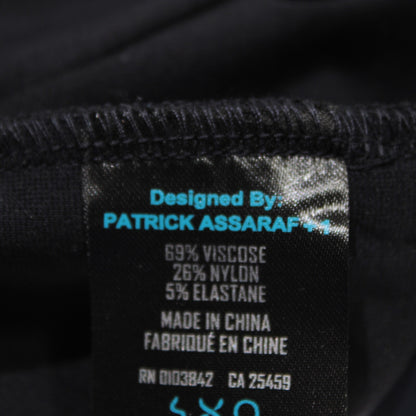 Designed By:
PATRICK ASSARAF
69% VISCOSE
26% NYLON
5% ELASTANE
MADE IN CHINA
FABRIQUÉ EN CHINE
RN 0103842 CA 25459